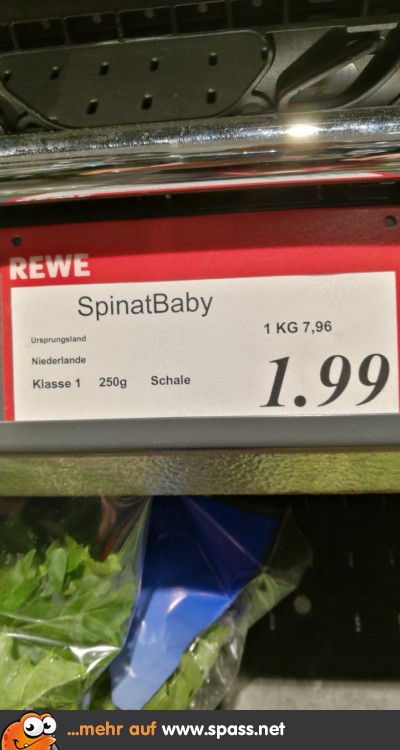 REWE
SpinatBaby
Ursprungsland
1 KG 7,96
Niederlande
Klasse 1 250g Schale
1.99
...mehr auf www.spass.net